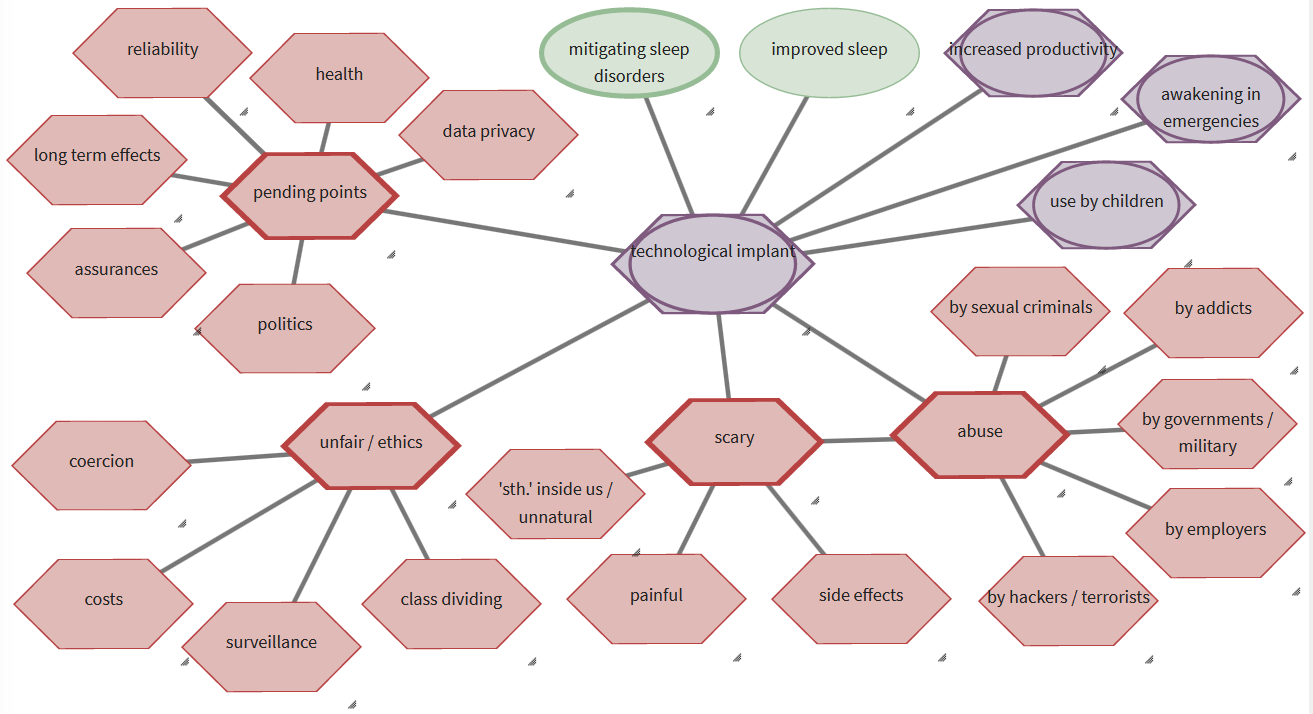 reliability
health
mitigating sleep
disorders
improved sleep
increased productivity
awakening in
emergencies
data privacy
long term effects
pending points
use by children
technological implant
assurances
politics
by sexual criminals
by addicts
unfair / ethics
scary
abuse
by governments /
military
coercion
'sth.' inside us /
unnatural
by employers
costs
class dividing
painful
side effects
by hackers / terrorists
surveillance